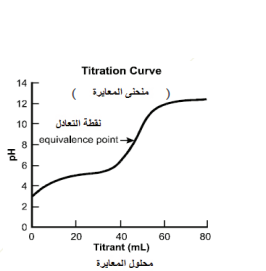 Titration Curve
( منحنى المعايرة )
نقطة التعادل
equivalence point
pH
14
12
10
8
6
4
2
0
0 20 40 60 80
Titrant (mL)
محلول المعايرة